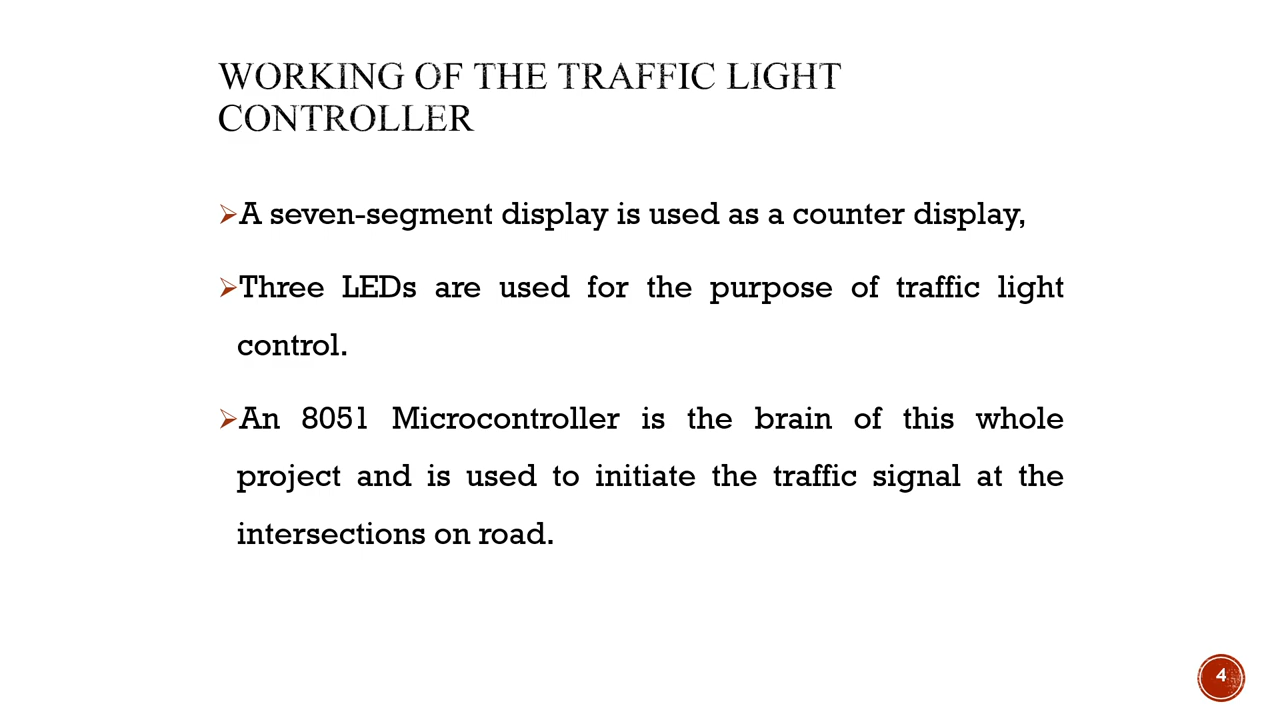 WORKING OF THE TRAFFIC LIGHT
CONTROLLER
➢A seven-segment display is used as a counter display,
➢Three LEDs are used for the purpose of traffic light
control.
➢An 8051 Microcontroller is the brain of this whole
project and is used to initiate the traffic signal at the
intersections on road.
4